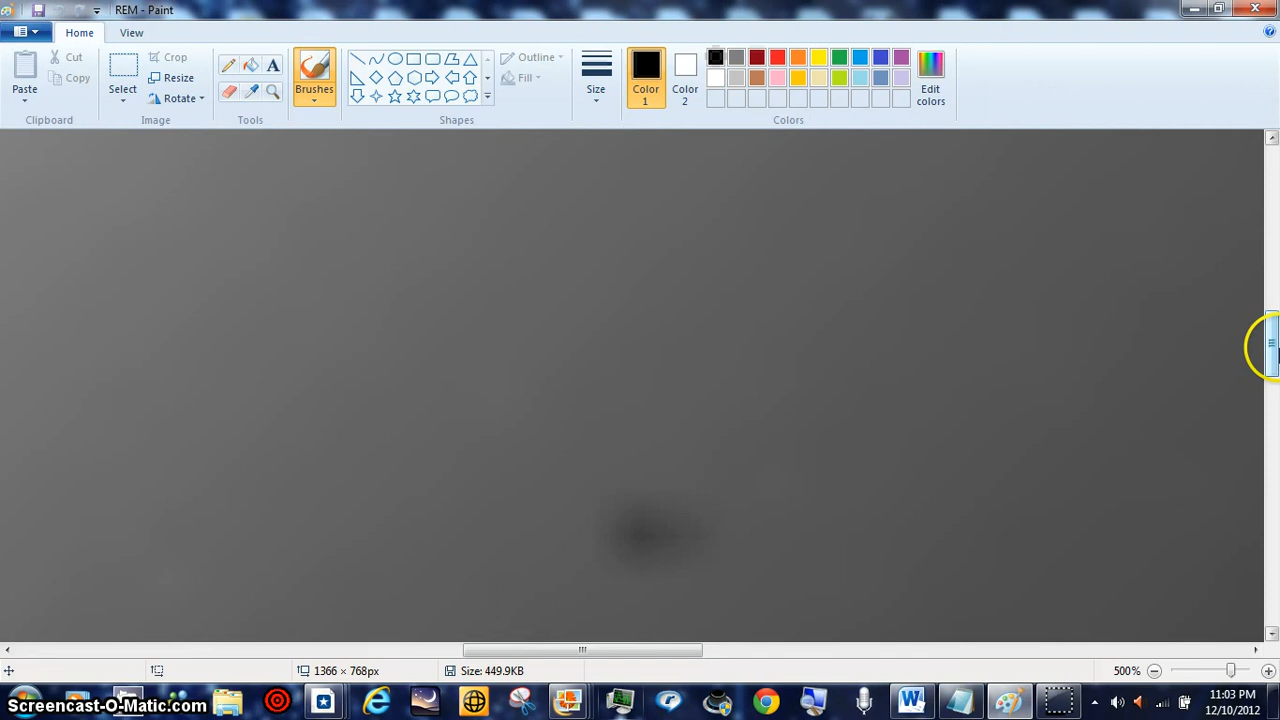 REM - Paint
Home
View
Paste
Cut
Copy
Clipboard
Select
Crop
Resize
Rotate
Image
A
Tools
Brushes
Outline
Fill
Shapes
Size
Color 1
Color 2
Edit colors
Colors
1366 × 768px
Size: 449.9KB
500%
Screencast-O-Matic.com
11:03 PM
12/10/2012